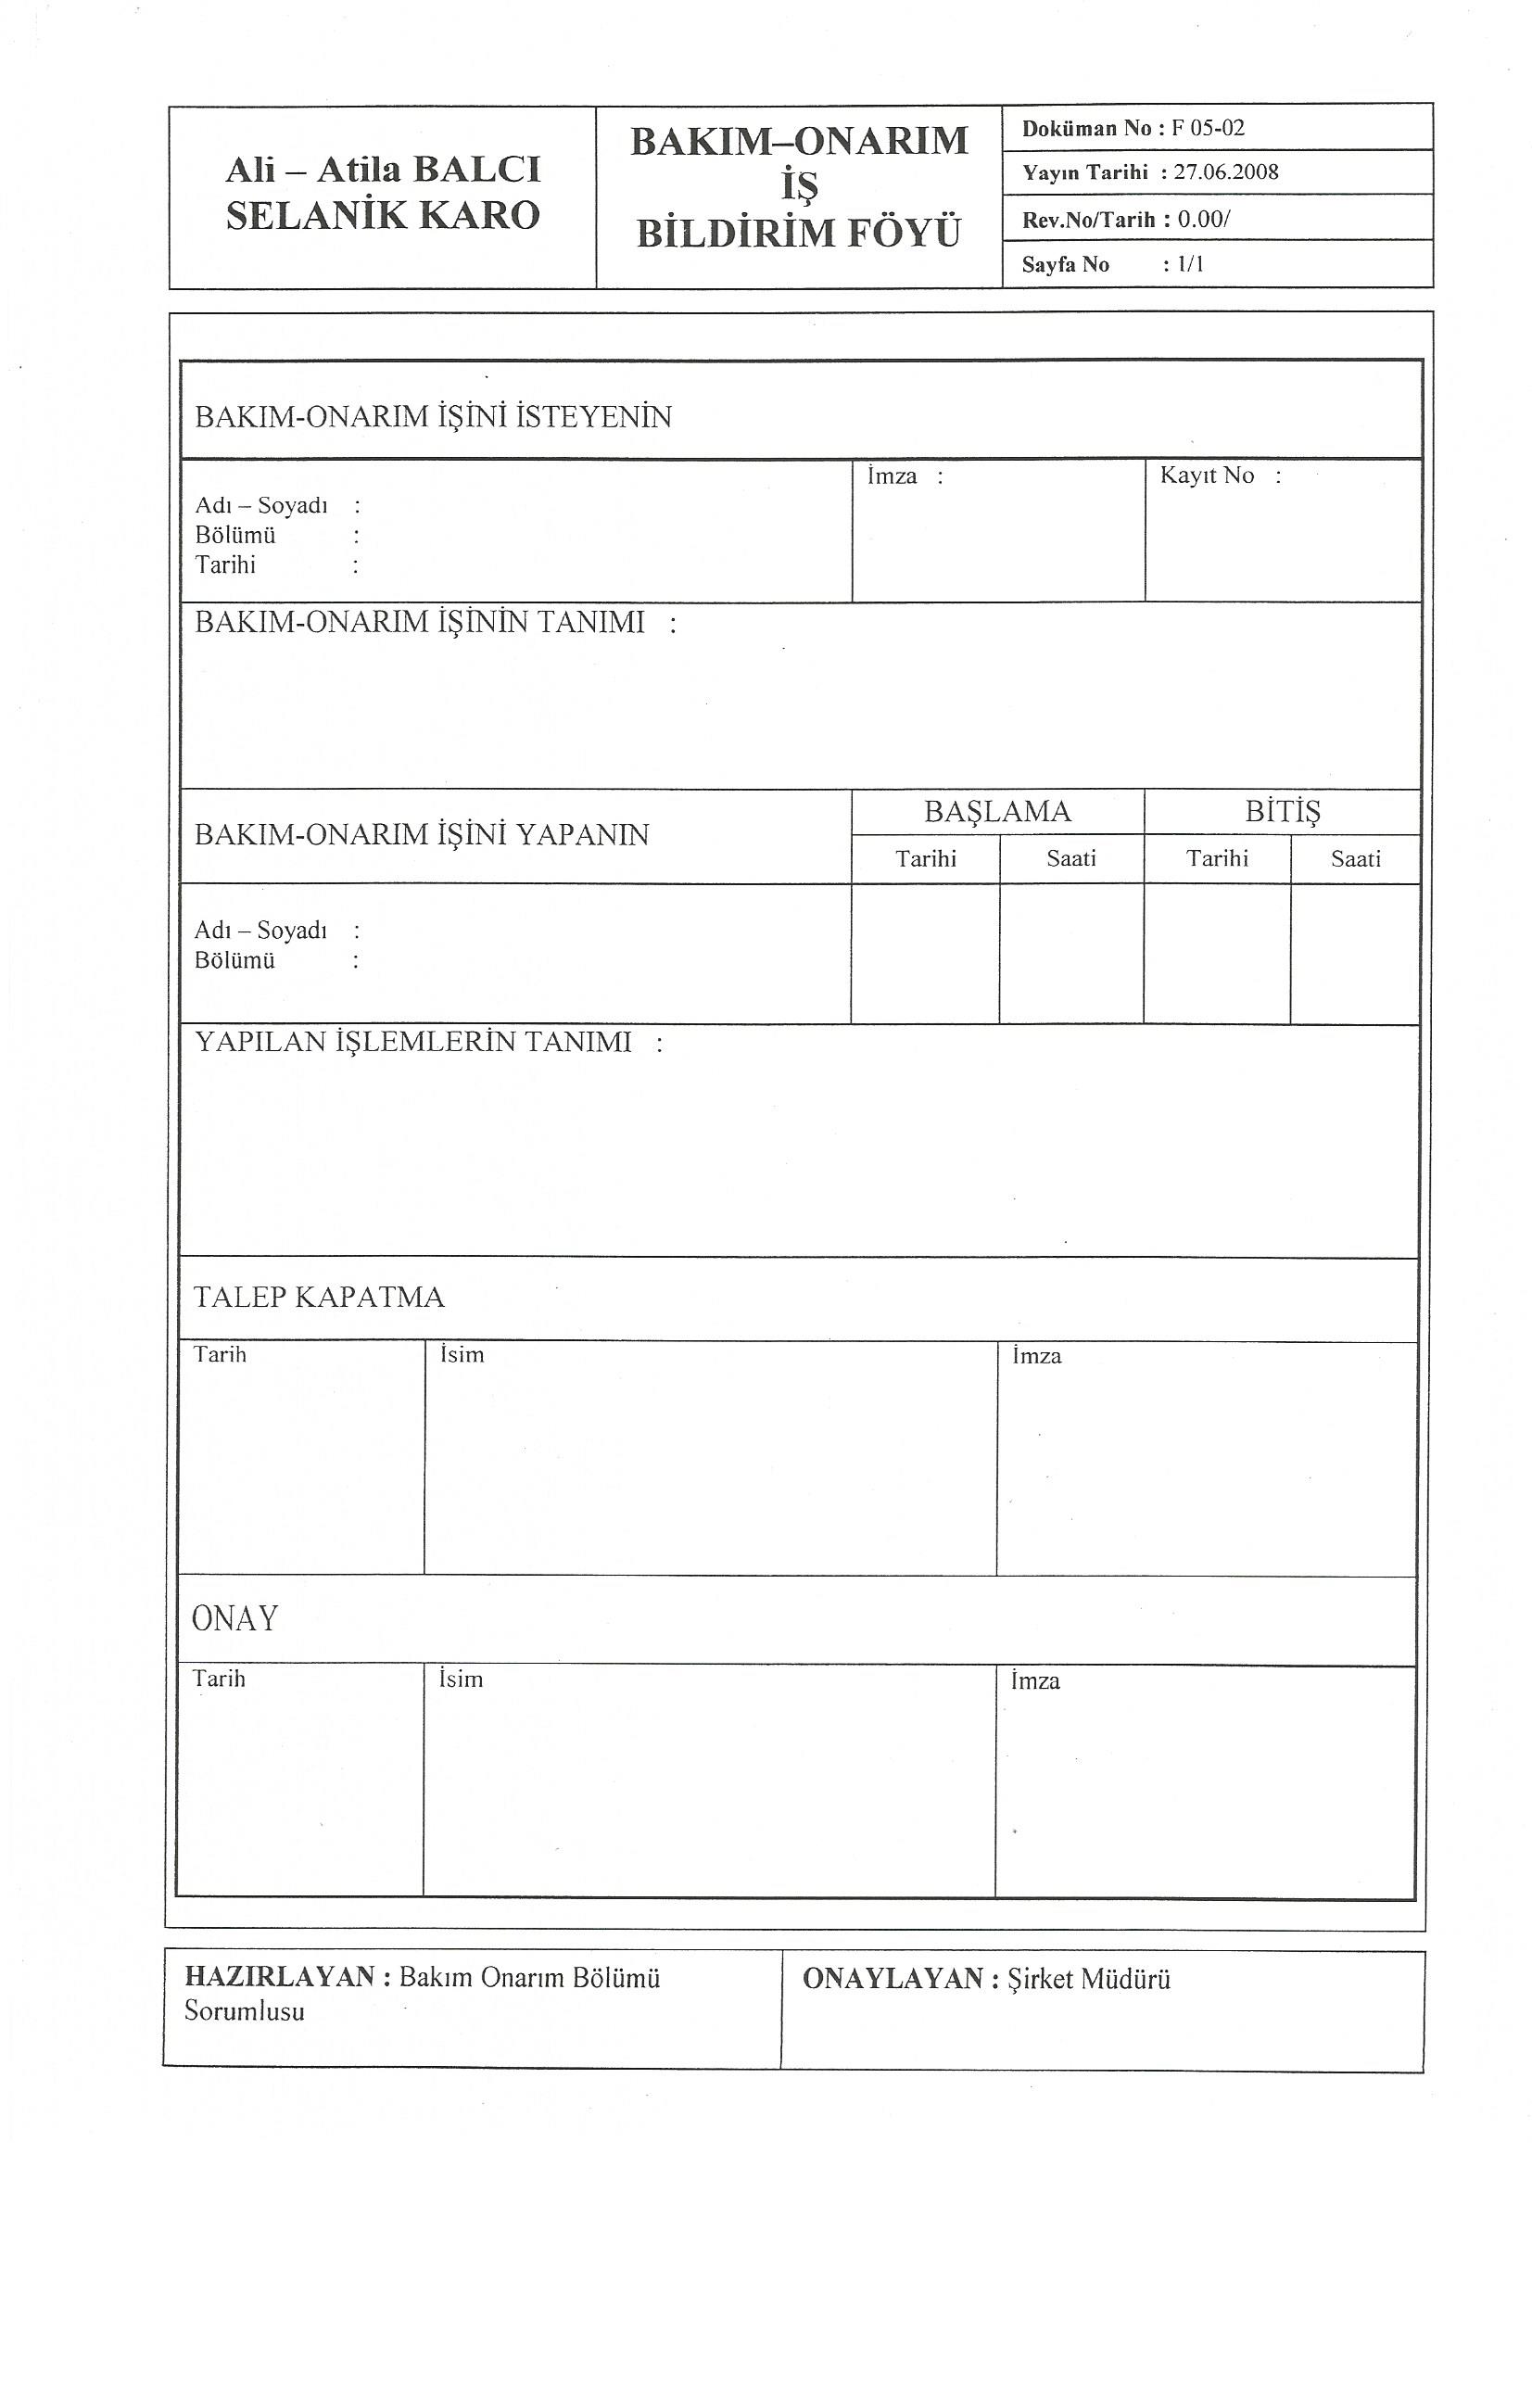 Ali – Atila BALCI
SELANİK KARO
BAKIM–ONARIM
İŞ
BİLDİRİM FÖYÜ
Doküman No : F 05-02
Yayın Tarihi : 27.06.2008
Rev.No/Tarih : 0.00/
Sayfa No : 1/1
BAKIM-ONARIM İŞİNİ İSTEYENİN
Adı – Soyadı :
Bölümü :
Tarihi :
İmza :
Kayıt No :
BAKIM-ONARIM İŞİNİN TANIMI :
BAKIM-ONARIM İŞİNİ YAPANIN
BAŞLAMA
BİTİŞ
Tarihi
Saati
Tarihi
Saati
Adı – Soyadı :
Bölümü :
YAPILAN İŞLEMLERİN TANIMI :
TALEP KAPATMA
Tarih
İsim
İmza
ONAY
Tarih
İsim
İmza
HAZIRLAYAN : Bakım Onarım Bölümü
Sorumlusu
ONAYLAYAN : Şirket Müdürü